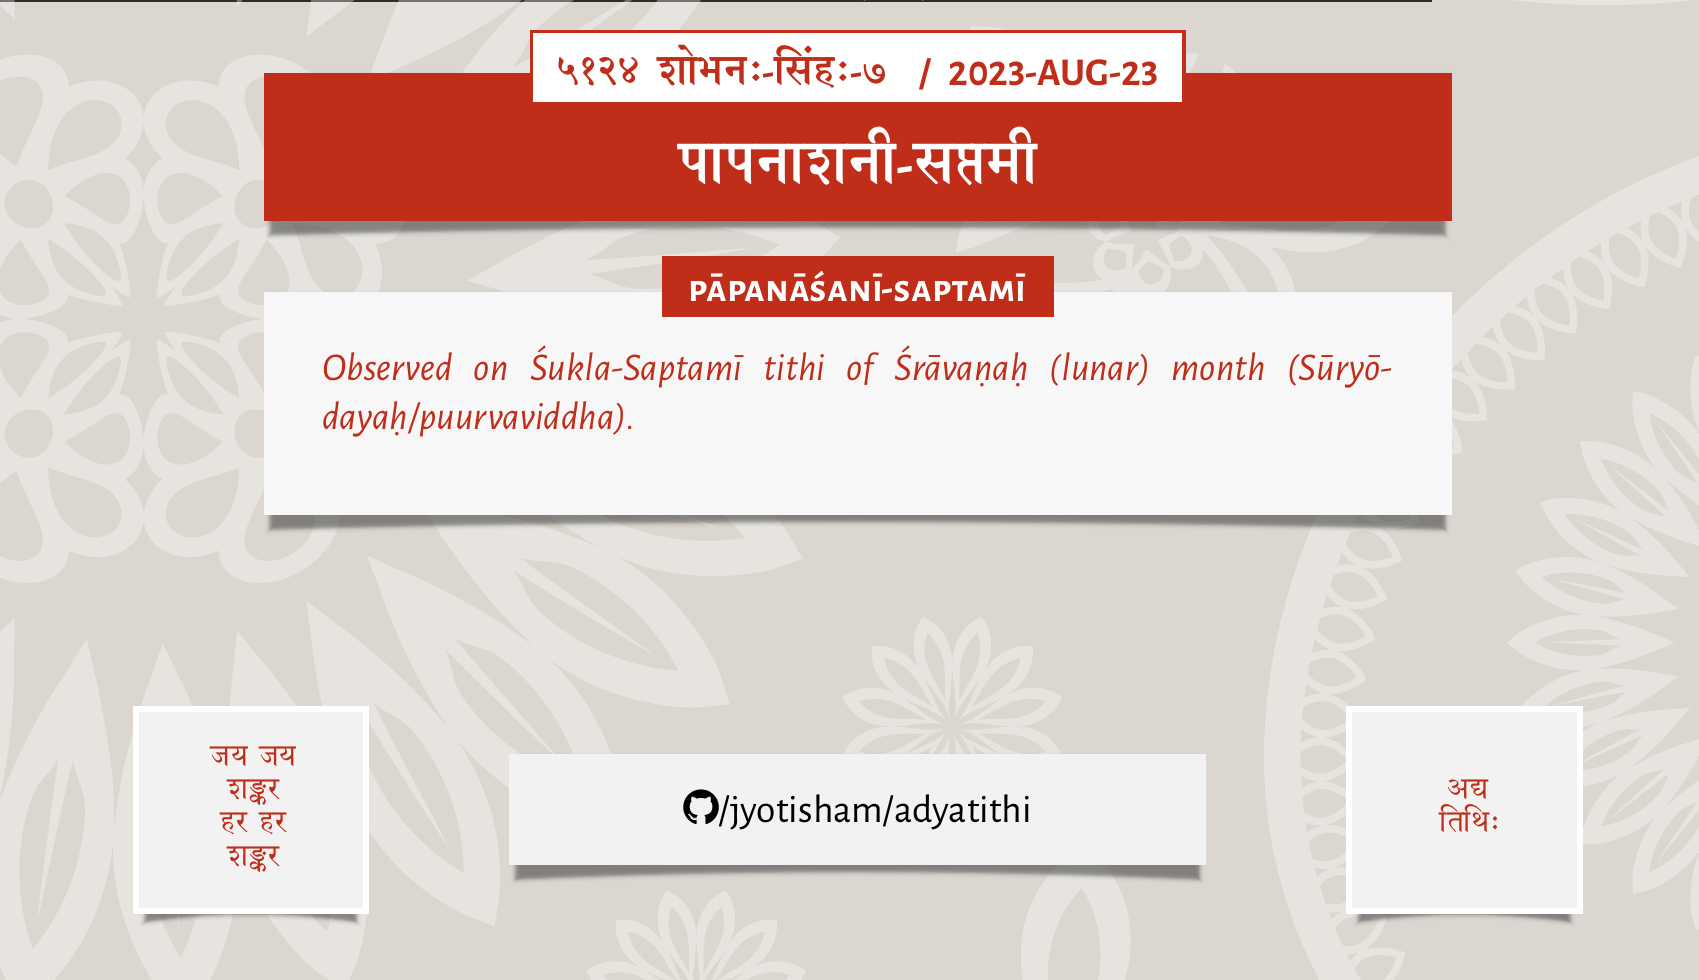 ५१२४ शोभनः-सिंहः-७ / 2023-AUG-23
पापनाशनी-सप्तमी
PĀPANĀŚANĪ-SAPTAMĪ
Observed on Śukla-Saptamī tithi of Śrāvaṇaḥ (lunar) month (Sūryō-
dayaḥ/puurvaviddha).
जय जय
शङ्कर
हर हर
शङ्कर
/jyotisham/adyatithi
अद्य
तिथिः